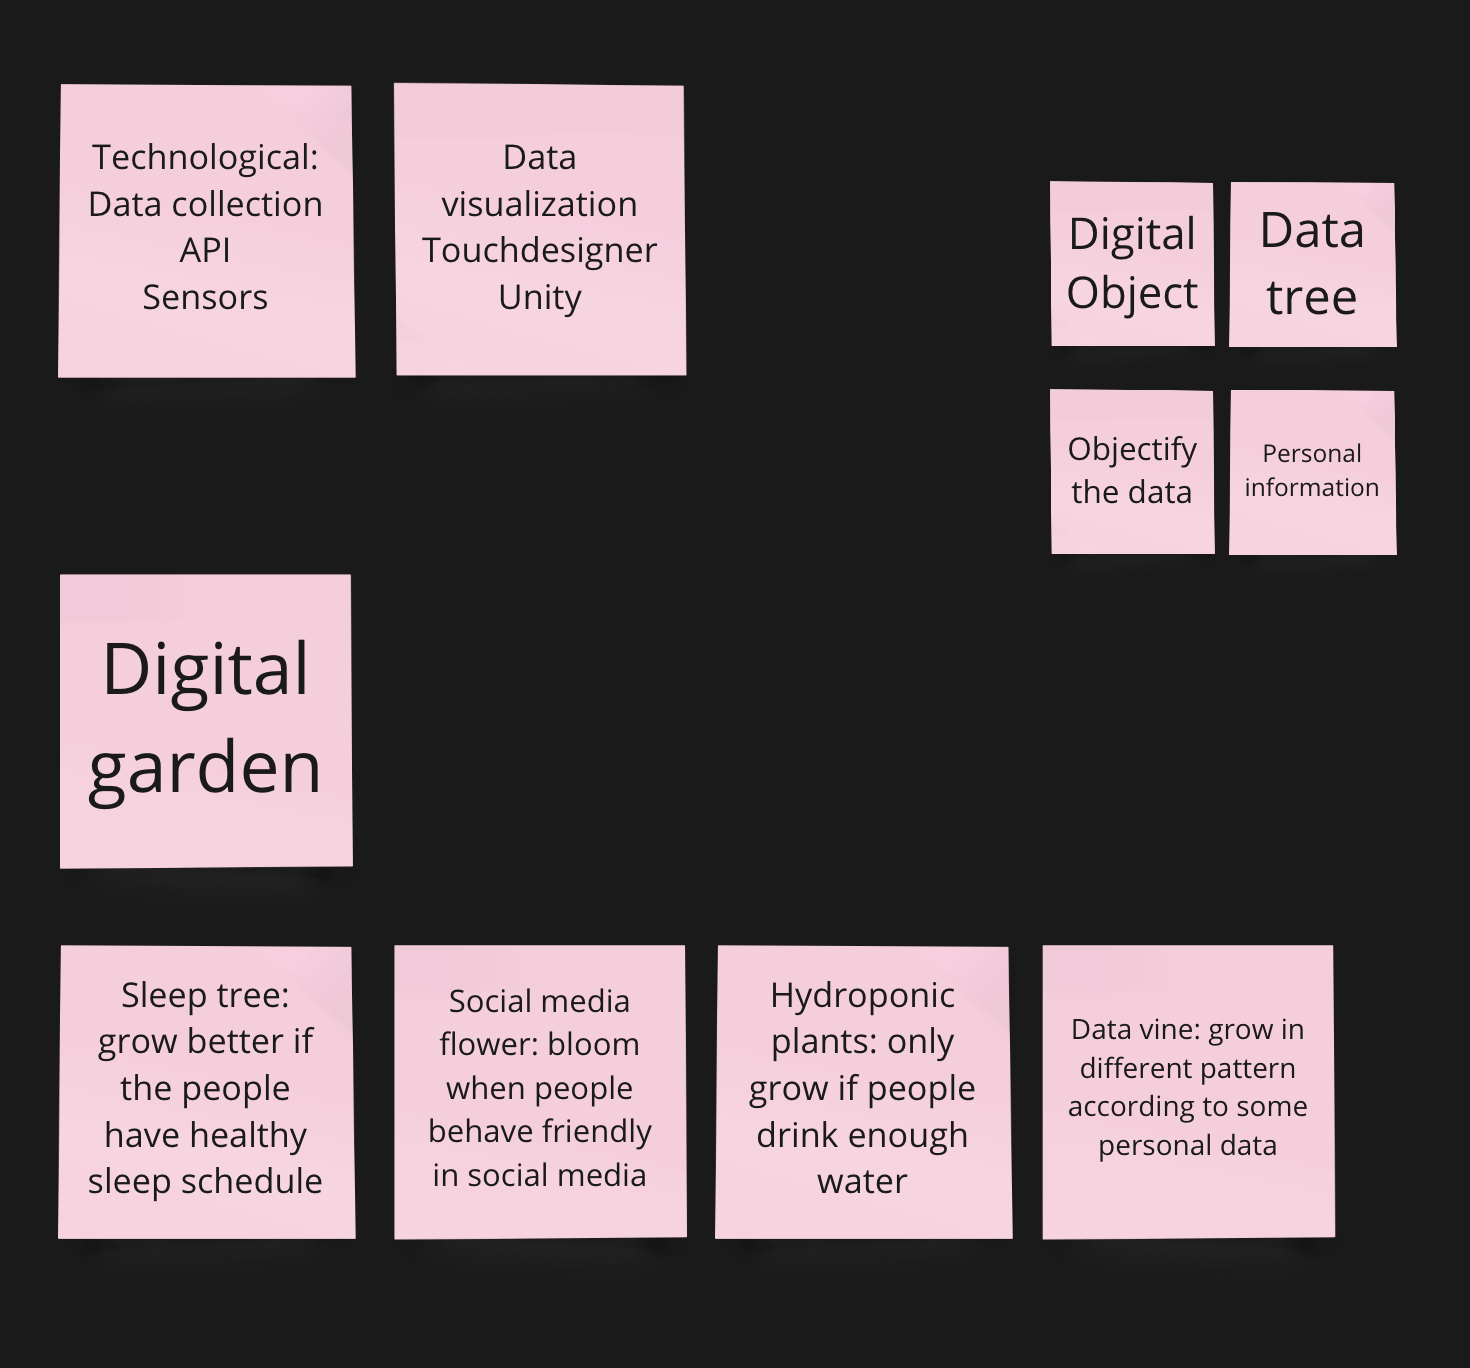 Technological:
Data collection
API
Sensors
Data
visualization
Touchdesigner
Unity
Digital
Object
Data
tree
Objectify
the data
Personal
information
Digital
garden
Sleep tree:
grow better if
the people
have healthy
sleep schedule
Social media
flower: bloom
when people
behave friendly
in social media
Hydroponic
plants: only
grow if people
drink enough
water
Data vine: grow in
different pattern
according to some
personal data